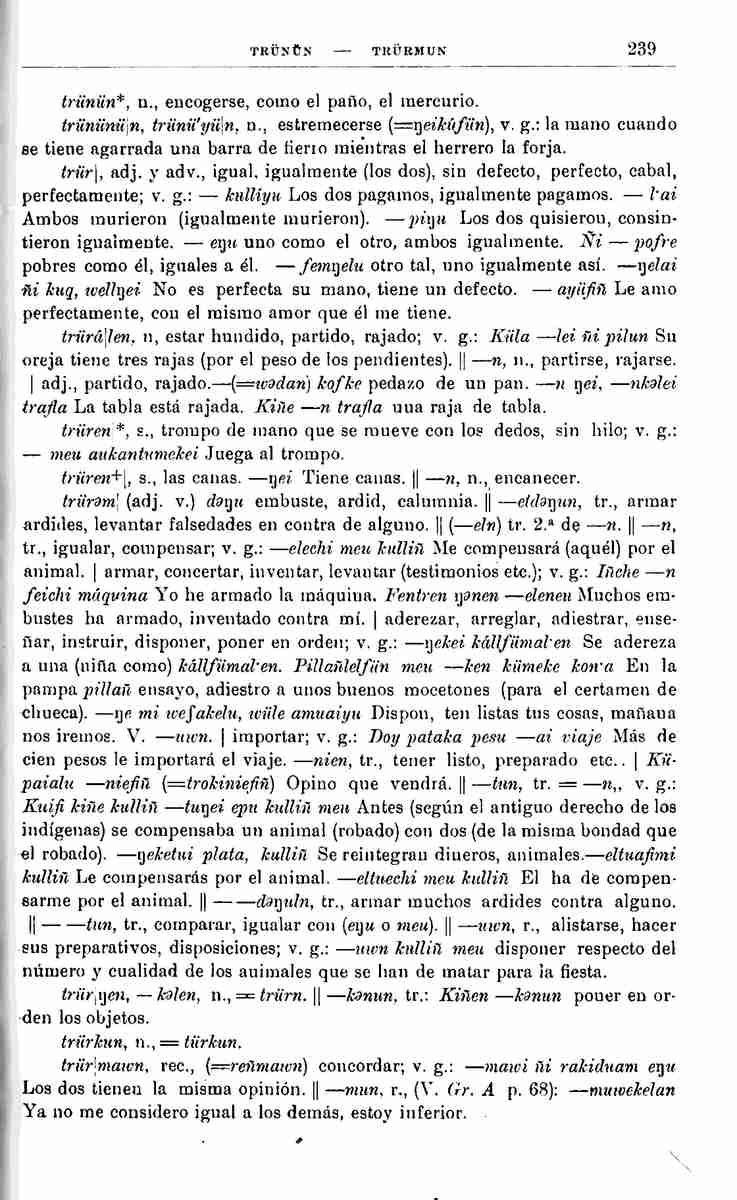 TRÜNÜN — TRÜRMUN 239
trünün*, n., encogerse, como el paño, el mercurio.
trününü|n, trünü'yü|n, n., estremecerse (=ŋeikúfün), v. g.: la mano cuando
se tiene agarrada una barra de fierro mientras el herrero la forja.
trür|, adj. y adv., igual, igualmente (los dos), sin defecto, perfecto, cabal,
perfectamente; v. g.: — kulliyu Los dos pagamos, igualmente pagamos. — l·ai
Ambos murieron (igualmente murieron). — piŋu Los dos quisieron, consin-
tieron igualmente. — eŋu uno como el otro, ambos igualmente. Ñi — pofre
pobres como él, iguales a él. — femŋelu otro tal, uno igualmente así. —ŋelai
ñi kuq, wellŋei No es perfecta su mano, tiene un defecto. — ayüfiñ Le amo
perfectamente, con el mismo amor que él me tiene.
trürá|len, n, estar hundido, partido, rajado; v. g.: Küla —lei ñi pilun Su
oreja tiene tres rajas (por el peso de los pendientes). || —n, n., partirse, rajarse.
| adj., partido, rajado.—(=wədan) kofke pedazo de un pan. —n ŋei, —nkəlei
trafla La tabla está rajada. Kiñe —n trafla una raja de tabla.
trüren|*, s., trompo de mano que se mueve con los dedos, sin hilo; v. g.:
— meu aukantumekei Juega al trompo.
trüren+|, s., las canas. —ŋei Tiene canas. || —n, n., encanecer.
trürəm| (adj. v.) dəŋu embuste, ardid, calumnia. || —eldəŋun, tr., armar
ardides, levantar falsedades en contra de alguno. || (—eln) tr. 2.ª de —n. || —n,
tr., igualar, compensar; v. g.: —elechi meu kulliñ Me compensará (aquél) por el
animal. | armar, concertar, inventar, levantar (testimonios etc.); v. g.: Iñche —n
feichi máquina Yo he armado la máquina. Fentren ŋənen —eleneu Muchos em-
bustes ha armado, inventado contra mí. | aderezar, arreglar, adiestrar, ense-
ñar, instruir, disponer, poner en orden; v. g.: —ŋekei kállfümal·en Se adereza
a una (niña como) kállfümal·en. Pillañlelfün meu —ken kümeke kon·a En la
pampa pillañ ensayo, adiestro a unos buenos mocetones (para el certamen de
chueca). —ŋe mi wesakelu, wüle amuaiyu Dispon, ten listas tus cosas, mañana
nos iremos. V. —uwn. | importar; v. g.: Doy pataka pesu —ai viaje Más de
cien pesos le importará el viaje. —nien, tr., tener listo, preparado etc.. | Kü-
paialu —niefiñ (=trokiniefiñ) Opino que vendrá. || —tun, tr. = —n,, v. g.:
Kuifi kiñe kulliñ —tuŋei epu kulliñ meu Antes (según el antiguo derecho de los
indígenas) se compensaba un animal (robado) con dos (de la misma bondad que
el robado). —ŋeketui plata, kulliñ Se reintegran dineros, animales.—eltuafimi
kulliñ Le compensarás por el animal. —eltuechi meu kulliñ El ha de compen-
sarme por el animal. || — —dəŋuln, tr., armar muchos ardides contra alguno.
|| — —tun, tr., comparar, igualar con (eŋu o meu). || —uwn, r., alistarse, hacer
sus preparativos, disposiciones; v. g.: —uwn kulliñ meu disponer respecto del
número y cualidad de los animales que se han de matar para la fiesta.
trür|ŋen, — kəlen, n., = trürn. || —kənun, tr.: Kiñen —kənun poner en or-
den los objetos.
trürkun, n., = türkun.
trür|mawn, rec., (=reñmawn) concordar; v. g.: —mawi ñi rakiduam eŋu
Los dos tienen la misma opinión. || —mun, r., (V. Gr. A p. 68): —muwekelan
Ya no me considero igual a los demás, estoy inferior.